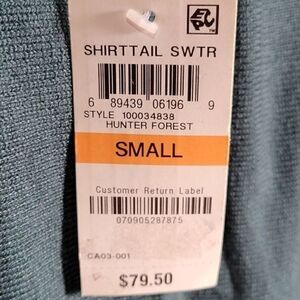 SHIRTTAIL SWTR
6 89439 06196 9
STYLE 100034838
HUNTER FOREST
SMALL
Customer Return Label
070905287875
CA03-001
$79.50